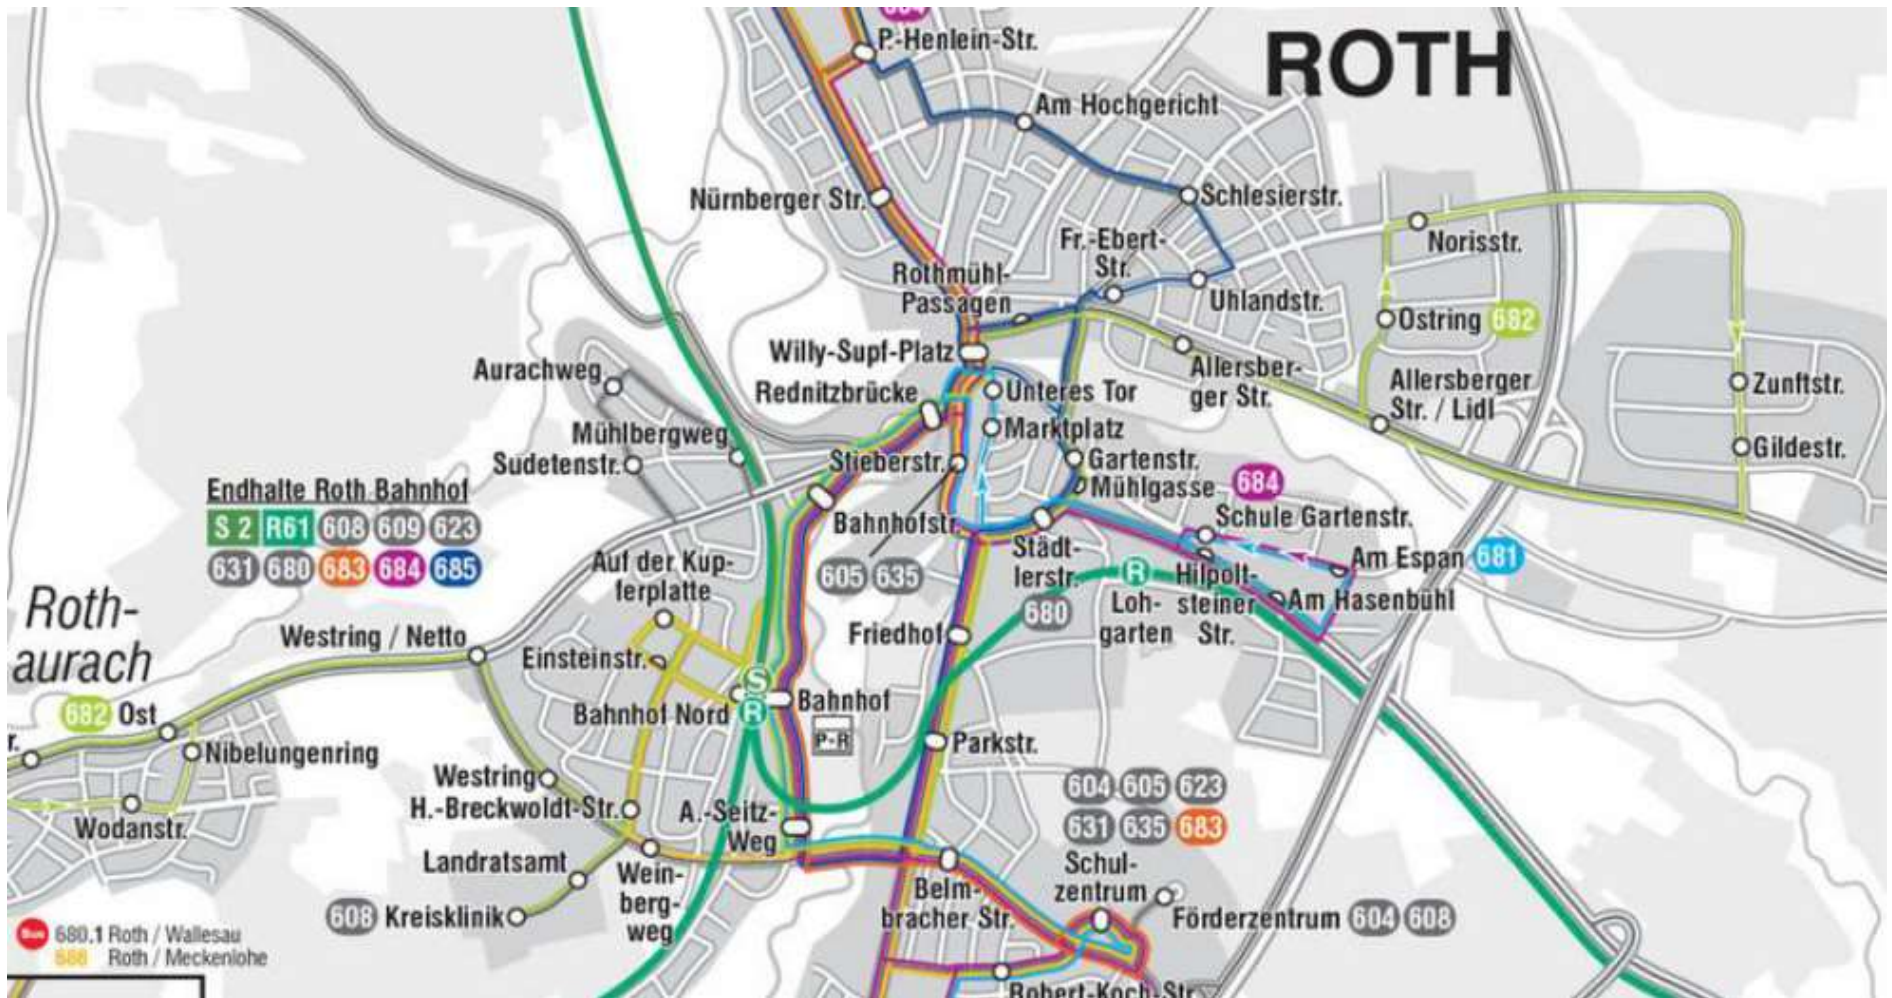 684
P.-Henlein-Str.
ROTH
Am Hochgericht
Nürnberger Str.
Schlesierstr.
Norisstr.
Fr.-Ebert-
Str.
Rothmühl-
Passagen
Uhlandstr.
Ostring 682
Willy-Supf-Platz
Aurachweg
Allersber-
ger Str.
Allersberger
Str. / Lidl
Zunftstr.
Rednitzbrücke
Unteres Tor
Marktplatz
Mühlbergweg
Sudetenstr.
Stieberstr.
Gartenstr.
Mühlgasse 684
Gildestr.
Endhalte Roth Bahnhof
S 2 R61 608 609 623
631 680 683 684 685
Bahnhofstr.
605 635
Schule Gartenstr.
Städt-
lerstr.
680
Am Espan 681
R
Hilpolt-
steiner
Str.
Am Hasenbühl
Loh-
garten
Auf der Kup-
ferplatte
Roth-
aurach
Westring / Netto
Einsteinstr.
Friedhof
682 Ost
S
R
Bahnhof Nord
Bahnhof
P-R
r.
Nibelungenring
Parkstr.
Westring
H.-Breckwoldt-Str.
A.-Seitz-
Weg
604 605 623
631 635 683
Schul-
zentrum
Wodanstr.
Landratsamt
Wein-
berg-
weg
Belm-
bracher Str.
608 Kreisklinik
Förderzentrum 604 608
Bus 680.1 Roth / Wallesau
688 Roth / Meckenlohe
Robert-Koch-Str.